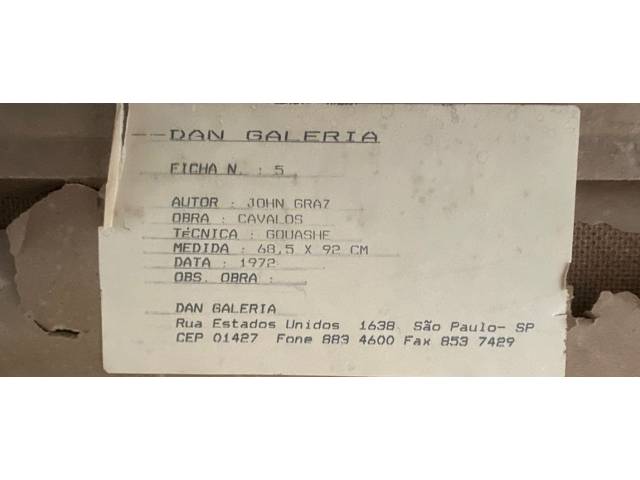 DAN GALERIA
FICHA N. : 5
AUTOR : JOHN GRAZ
OBRA : CAVALOS
TÉCNICA : GOUASHE
MEDIDA : 68,5 X 92 CM
DATA : 1972
OBS. OBRA :
DAN GALERIA
Rua Estados Unidos 1638 São Paulo- SP
CEP 01427 Fone 883 4600 Fax 853 7429